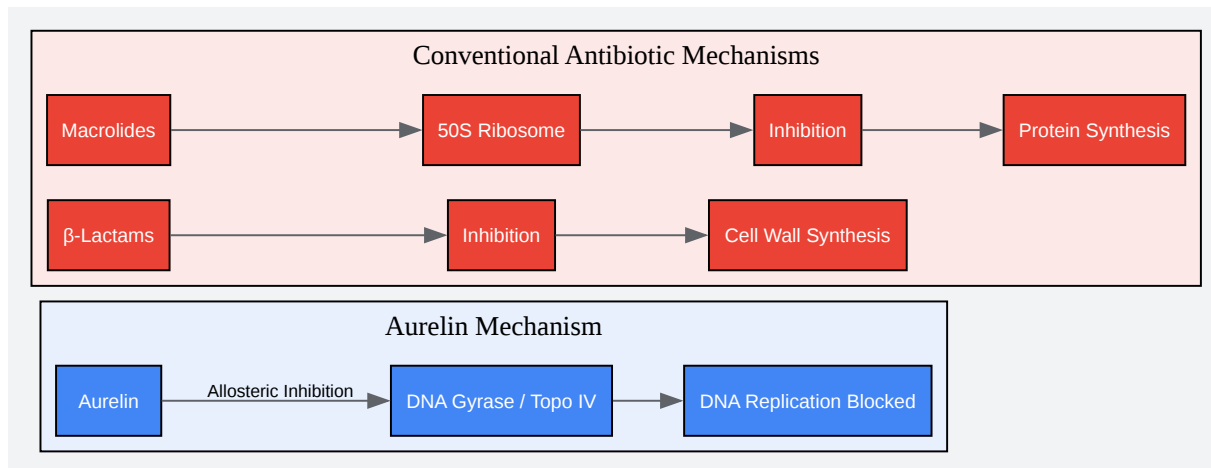 Conventional Antibiotic Mechanisms
Macrolides
50S Ribosome
Inhibition
Protein Synthesis
β-Lactams
Inhibition
Cell Wall Synthesis
Aurelin Mechanism
Aurelin
Allosteric Inhibition
DNA Gyrase / Topo IV
DNA Replication Blocked